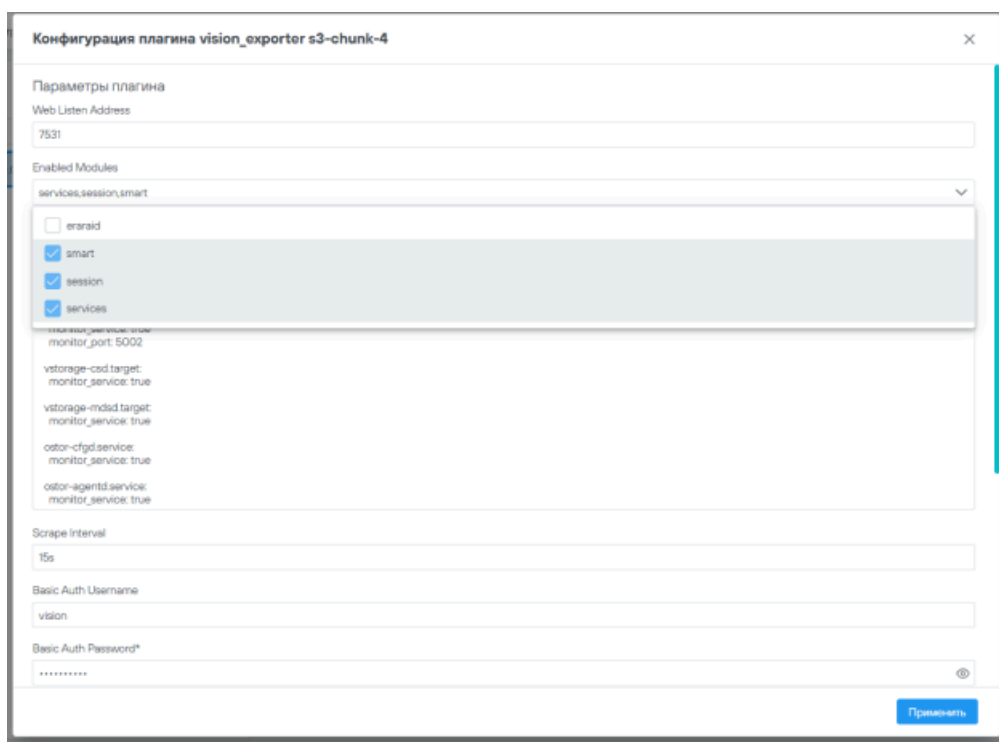 Конфигурация плагина vision_exporter s3-chunk-4
Параметры плагина
Web Listen Address
7531
Enabled Modules
services,session,smart
eraraid
smart
session
services
monitor_service: true
monitor_port: 5002
vstorage-csd.target:
monitor_service: true
vstorage-mdsd.target:
monitor_service: true
ostor-cfgd.service:
monitor_service: true
ostor-agentd.service:
monitor_service: true
Scrape Interval
15s
Basic Auth Username
vision
Basic Auth Password*
••••••••••
Применить